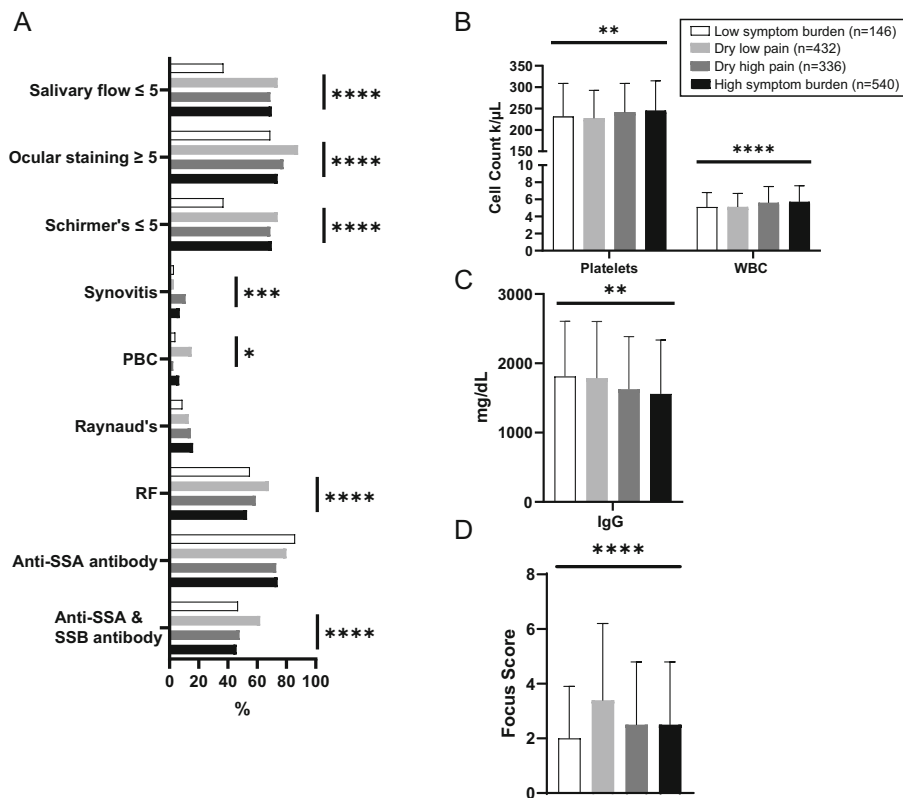 A
Salivary flow ≤ 5
****
Ocular staining ≥ 5
****
Schirmer's ≤ 5
****
Synovitis
***
PBC
*
Raynaud's
RF
****
Anti-SSA antibody
Anti-SSA &
SSB antibody
****
0 20 40 60 80 100
%
B
Low symptom burden (n=146)
Dry low pain (n=432)
Dry high pain (n=336)
High symptom burden (n=540)
**
****
Cell Count k/µL
350
300
250
200
150
10
8
6
4
2
0
Platelets WBC
C
**
mg/dL
3000
2000
1000
0
IgG
D
****
Focus Score
8
6
4
2
0